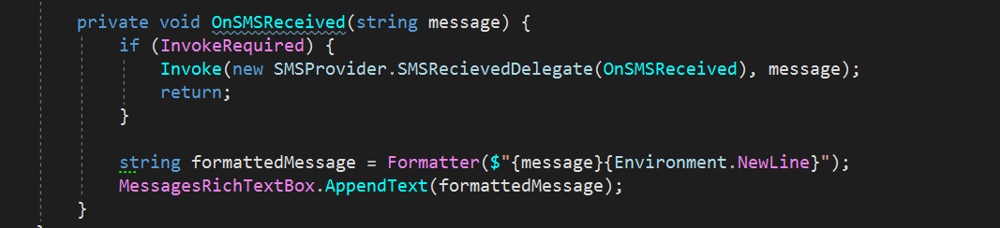 private void OnSMSReceived(string message) {
if (InvokeRequired) {
Invoke(new SMSProvider.SMSRecievedDelegate(OnSMSReceived), message);
return;
}
string formattedMessage = Formatter($"{message}{Environment.NewLine}");
MessagesRichTextBox.AppendText(formattedMessage);
}